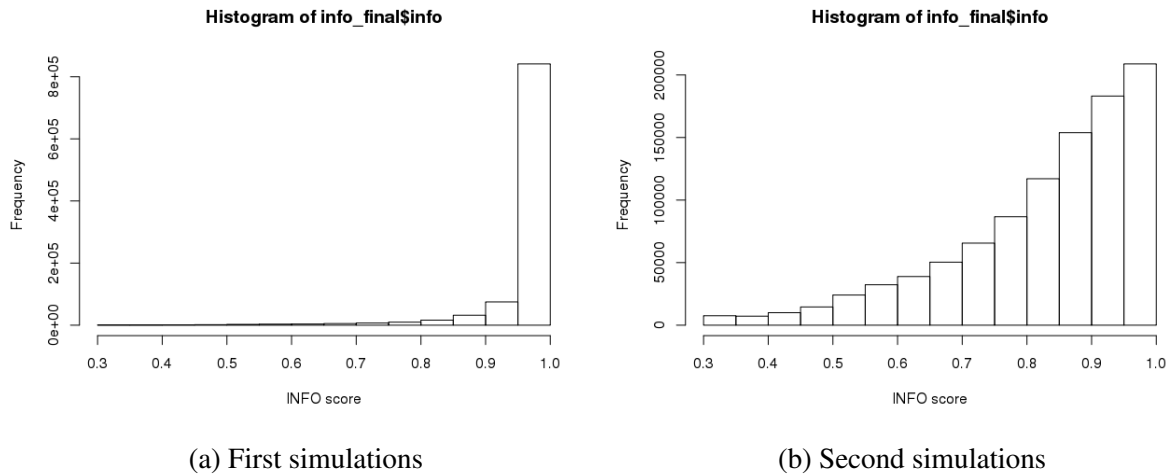 Histogram of info_final$info
Frequency
0e+00 2e+05 4e+05 6e+05 8e+05
0.3 0.4 0.5 0.6 0.7 0.8 0.9 1.0
INFO score
(a) First simulations
Histogram of info_final$info
Frequency
0 50000 100000 150000 200000
0.3 0.4 0.5 0.6 0.7 0.8 0.9 1.0
INFO score
(b) Second simulations